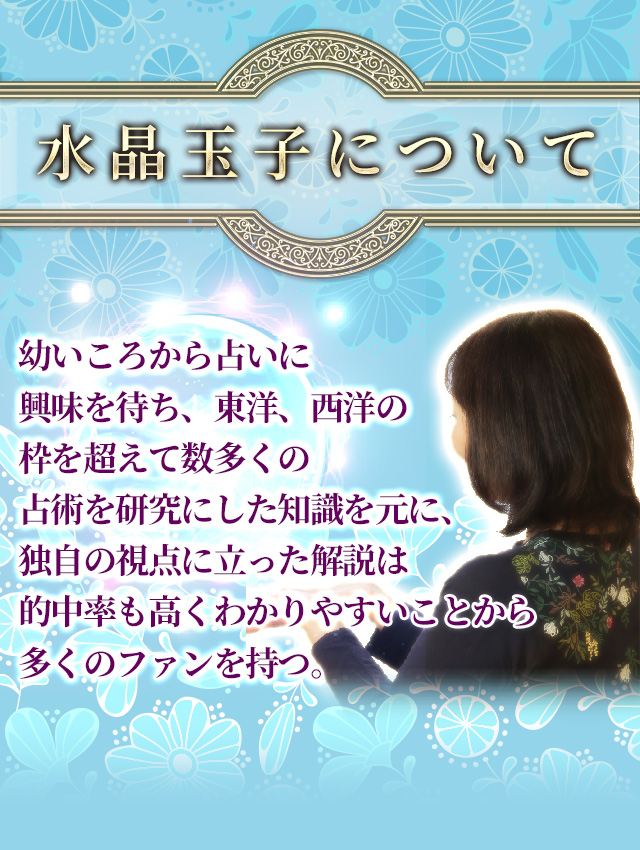 水晶玉子について
幼いころから占いに
興味を待ち、東洋、西洋の
枠を超えて数多くの
占術を研究にした知識を元に、
独自の視点に立った解説は
的中率も高くわかりやすいことから
多くのファンを持つ。